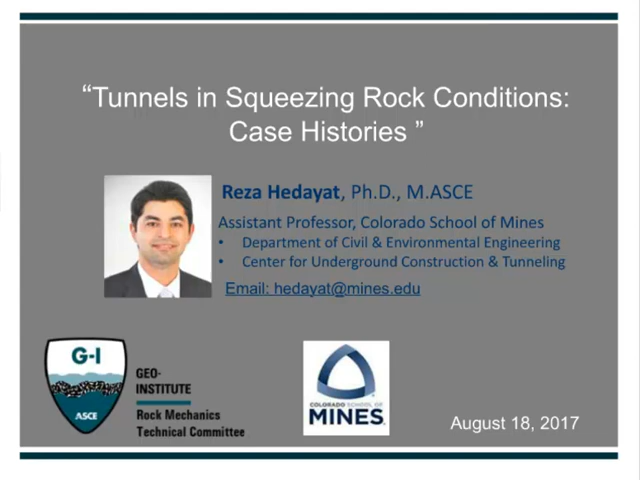 “Tunnels in Squeezing Rock Conditions:
Case Histories ”
Reza Hedayat, Ph.D., M.ASCE
Assistant Professor, Colorado School of Mines
• Department of Civil & Environmental Engineering
• Center for Underground Construction & Tunneling
Email: hedayat@mines.edu
G-I
ASCE
GEO-
INSTITUTE
Rock Mechanics
Technical Committee
COLORADO SCHOOL OF
MINES
August 18, 2017